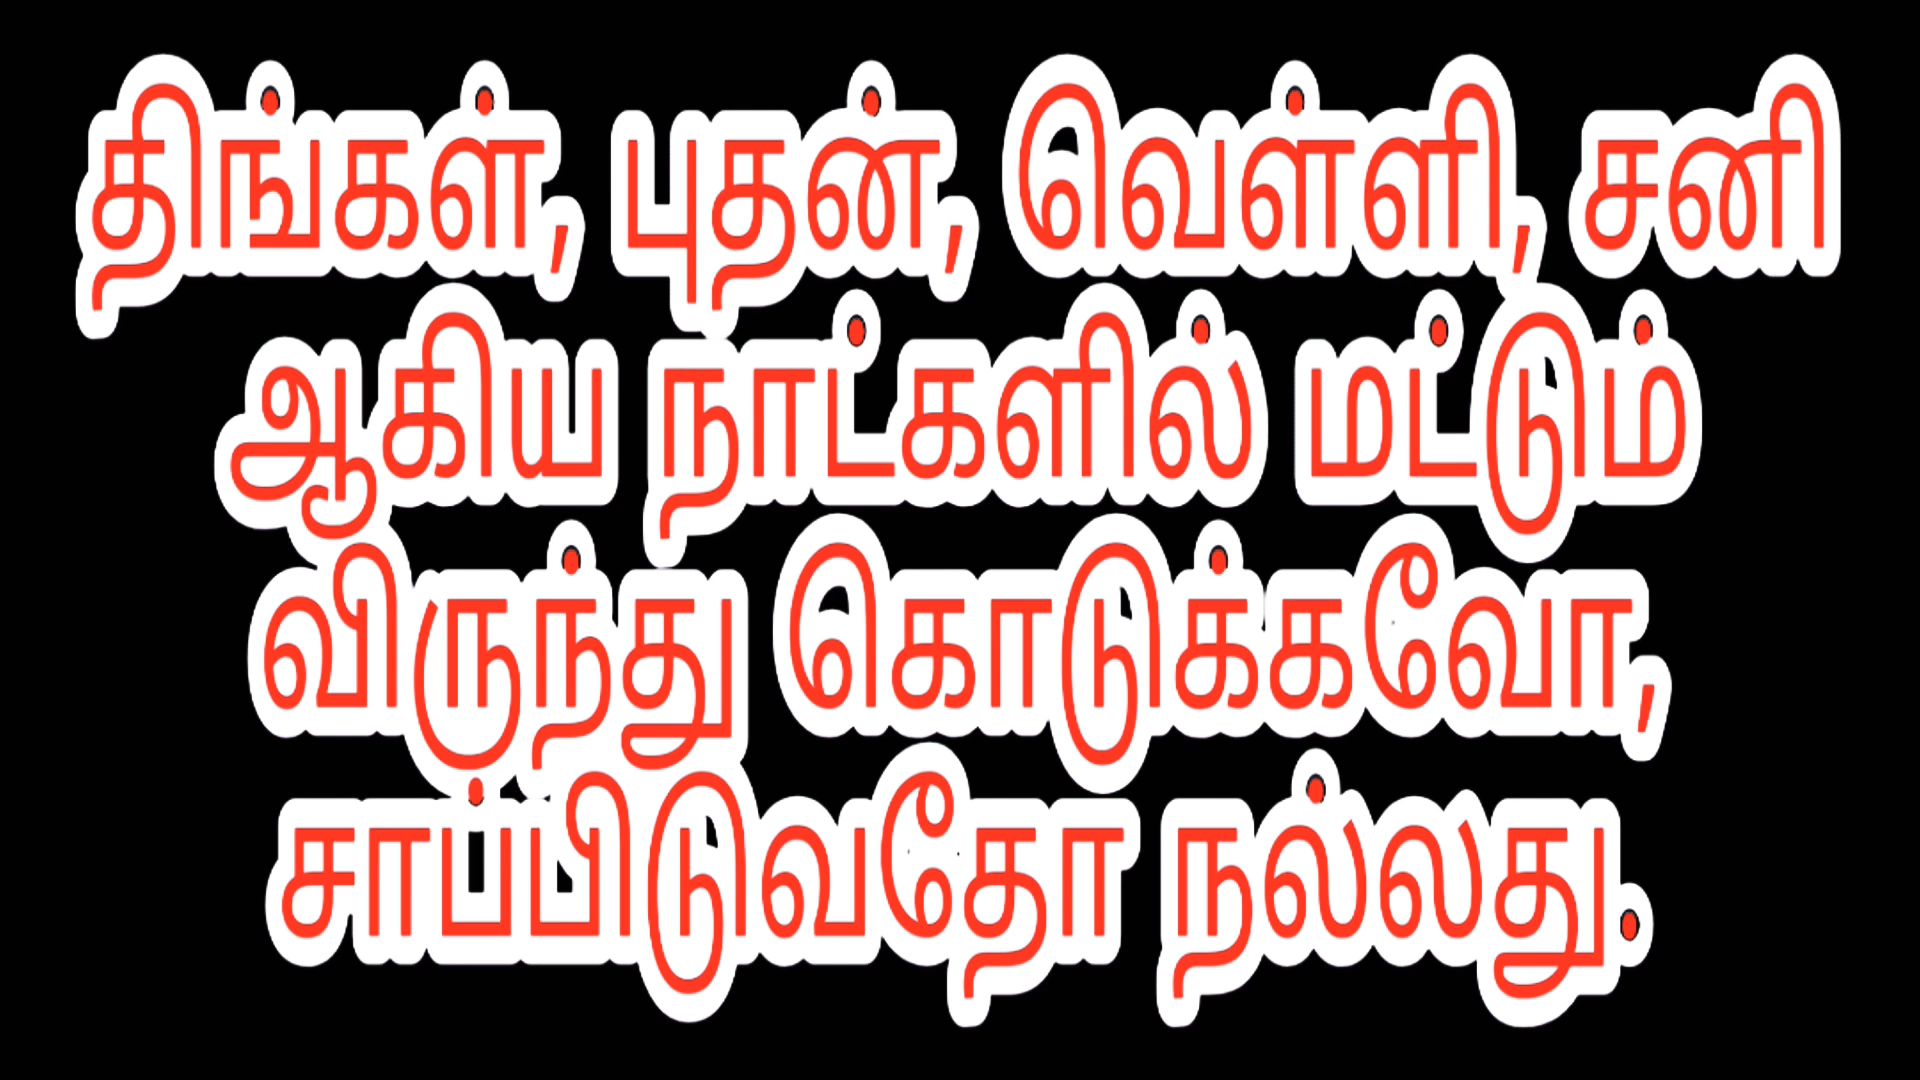 திங்கள், புதன், வெள்ளி, சனி
ஆகிய நாட்களில் மட்டும்
விருந்து கொடுக்கவோ,
சாப்பிடுவதோ நல்லது.